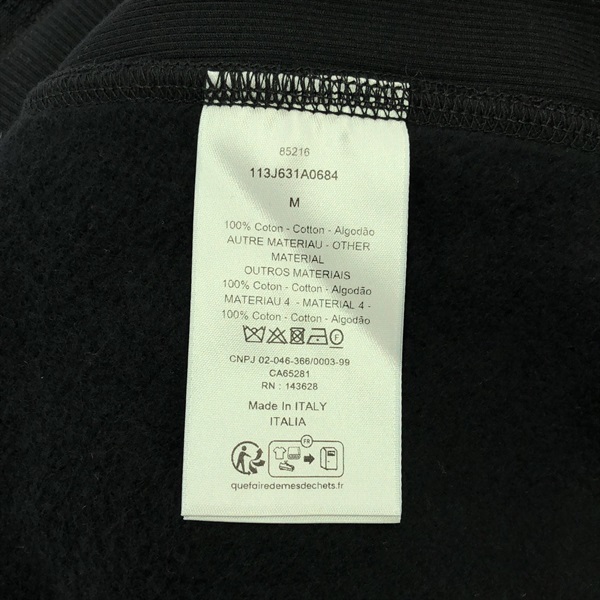 85216
113J631A0684
M
100% Coton - Cotton - Algodão
AUTRE MATERIAU - OTHER
MATERIAL
OUTROS MATERIAIS
100% Coton - Cotton - Algodão
MATERIAU 4 - MATERIAL 4 -
100% Coton - Cotton - Algodão
F
CNPJ 02-046-366/0003-99
CA65281
RN : 143628
Made In ITALY
ITALIA
FR
quefairedemesdechets.fr